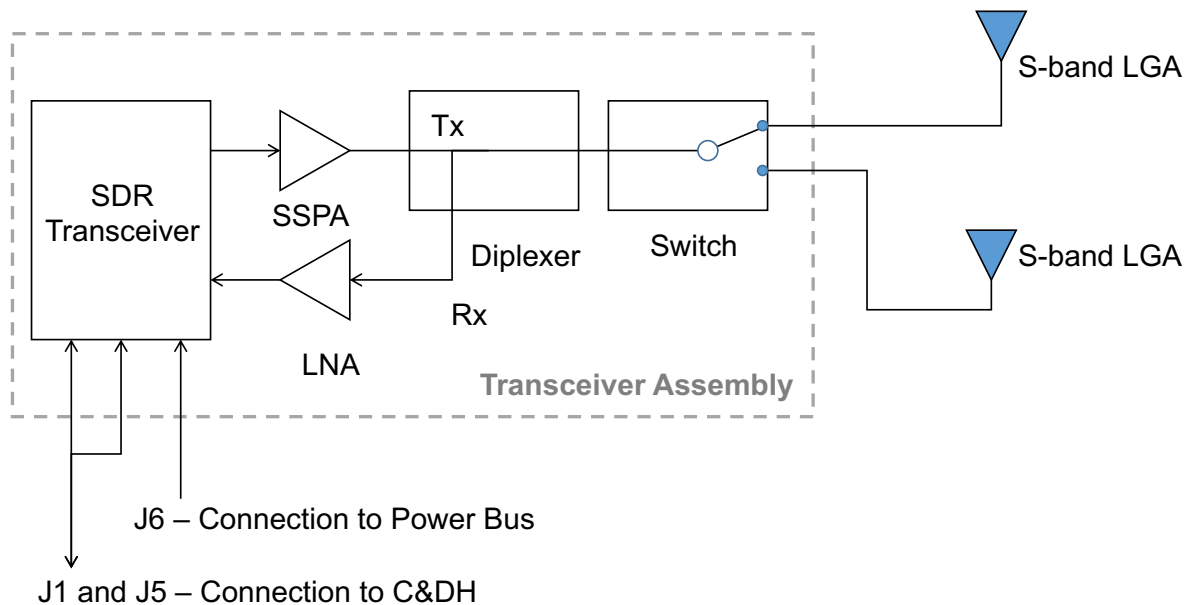 S-band LGA
Tx
SDR
Transceiver
SSPA
Switch
Diplexer
S-band LGA
Rx
LNA
Transceiver Assembly
J6 – Connection to Power Bus
J1 and J5 – Connection to C&DH